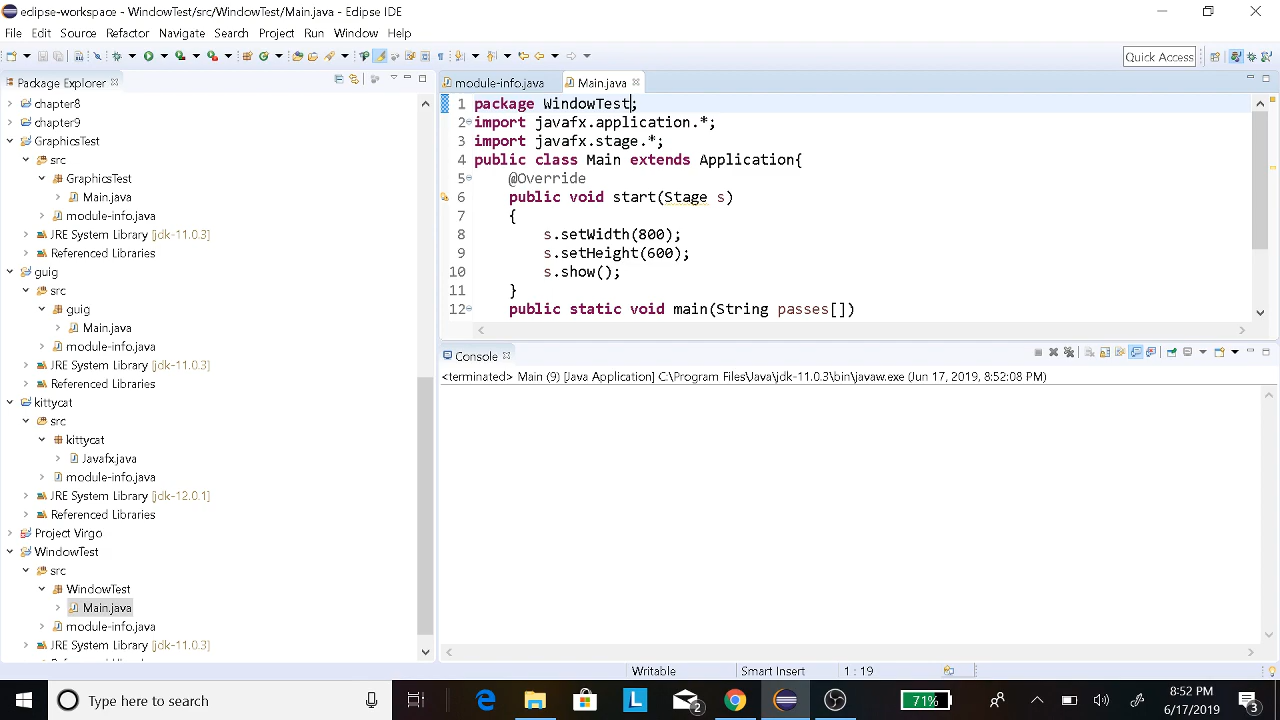 eclipse-workspace - WindowTest/src/WindowTest/Main.java - Eclipse IDE
File Edit Source Refactor Navigate Search Project Run Window Help
Quick Access
Package Explorer
module-info.java
Main.java
chapter8
chapter9
GraphicsTest
src
GraphicsTest
Main.java
module-info.java
JRE System Library [jdk-11.0.3]
Referenced Libraries
guig
src
guig
Main.java
module-info.java
JRE System Library [jdk-11.0.3]
Referenced Libraries
kittycat
src
kittycat
Javafx.java
module-info.java
JRE System Library [jdk-12.0.1]
Referenced Libraries
Project Virgo
WindowTest
src
WindowTest
Main.java
module-info.java
JRE System Library [jdk-11.0.3]
1 package WindowTest;
2 import javafx.application.*;
3 import javafx.stage.*;
4 public class Main extends Application{
5 @Override
6 public void start(Stage s)
7 {
8 s.setWidth(800);
9 s.setHeight(600);
10 s.show();
11 }
12 public static void main(String passes[])
Console
<terminated> Main (9) [Java Application] C:\Program Files\Java\jdk-11.0.3\bin\javaw.exe (Jun 17, 2019, 8:52:08 PM)
Writable Smart Insert 1 : 19
Type here to search
2
71%
8:52 PM
6/17/2019
3